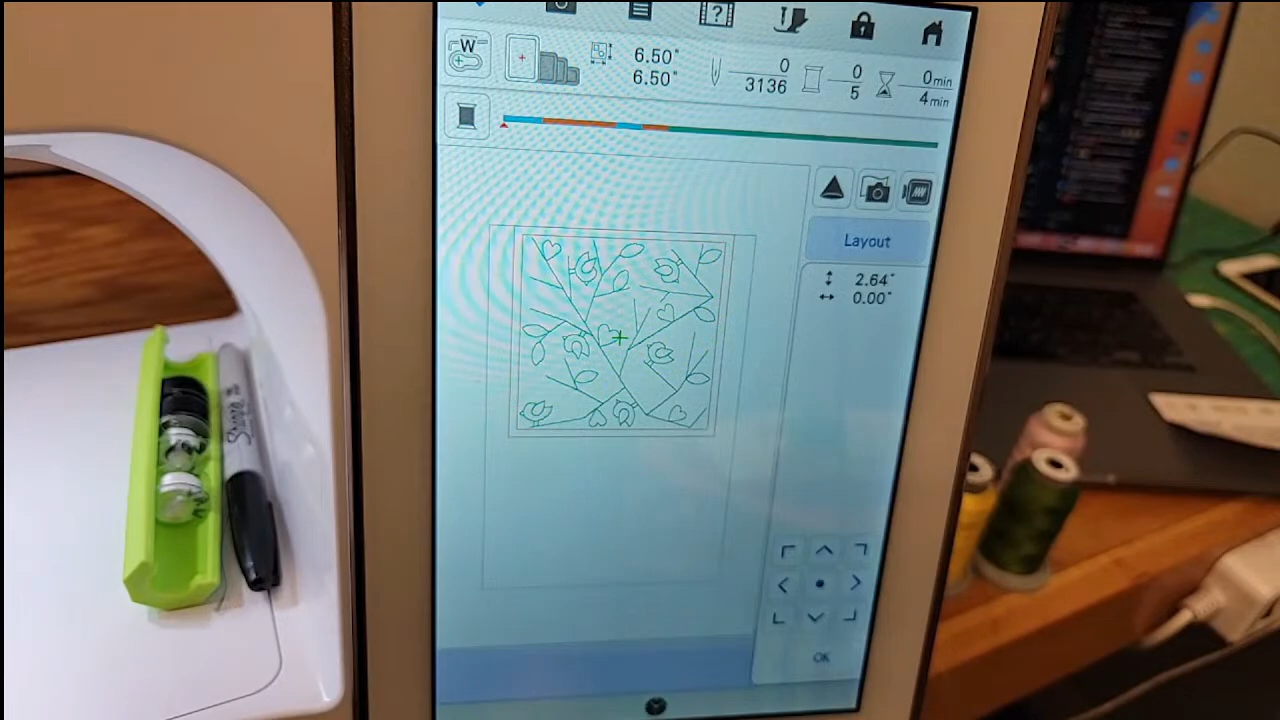 ?
W
6.50"
6.50"
0
3136
0
5
0min
4min
Layout
2.64"
0.00"
OK
Sharpie